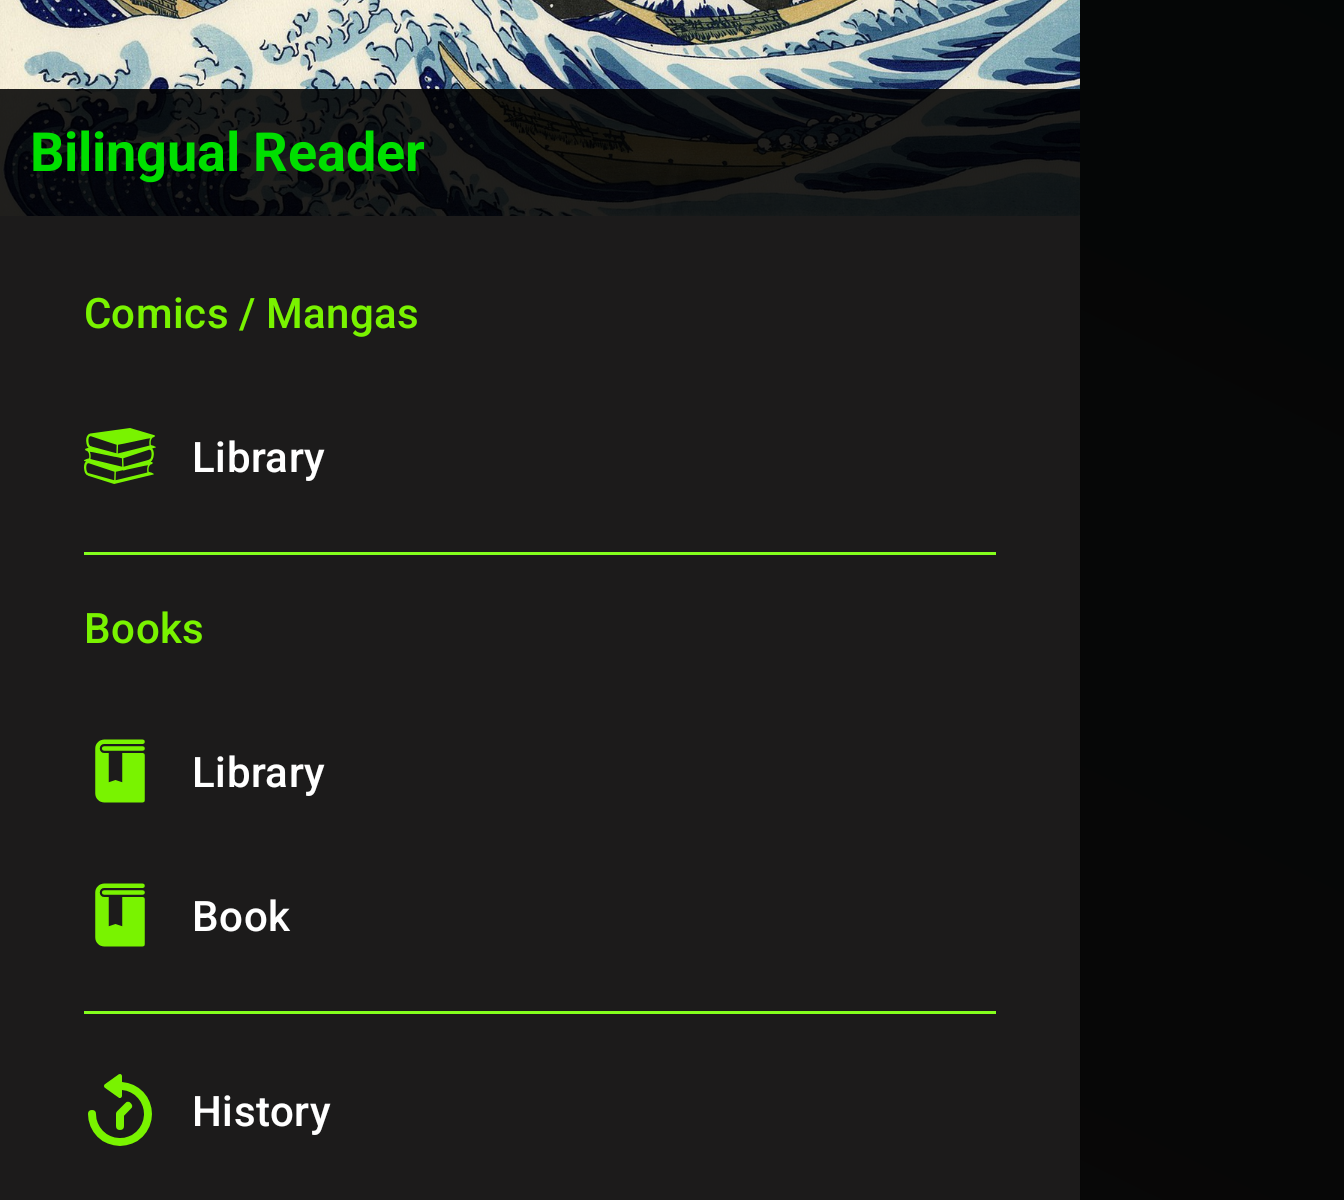 Bilingual Reader
Comics / Mangas
Library
Books
Library
Book
History